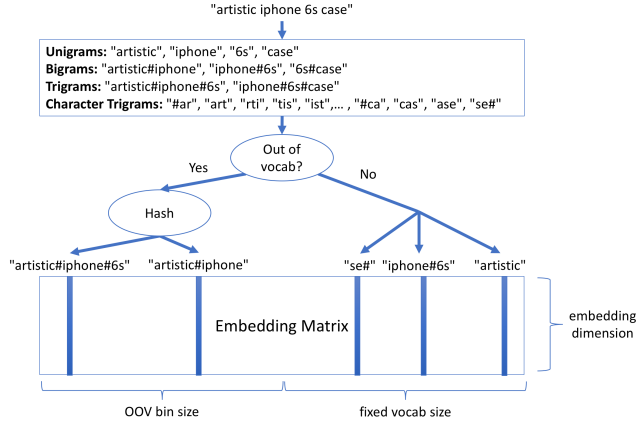 "artistic iphone 6s case"
Unigrams: "artistic", "iphone", "6s", "case"
Bigrams: "artistic#iphone", "iphone#6s", "6s#case"
Trigrams: "artistic#iphone#6s", "iphone#6s#case"
Character Trigrams: "#ar", "art", "rti", "tis", "ist",... , "#ca", "cas", "ase", "se#"
Out of
vocab?
Yes
No
Hash
"artistic#iphone#6s" "artistic#iphone" "se#" "iphone#6s" "artistic"
Embedding Matrix
embedding
dimension
OOV bin size
fixed vocab size